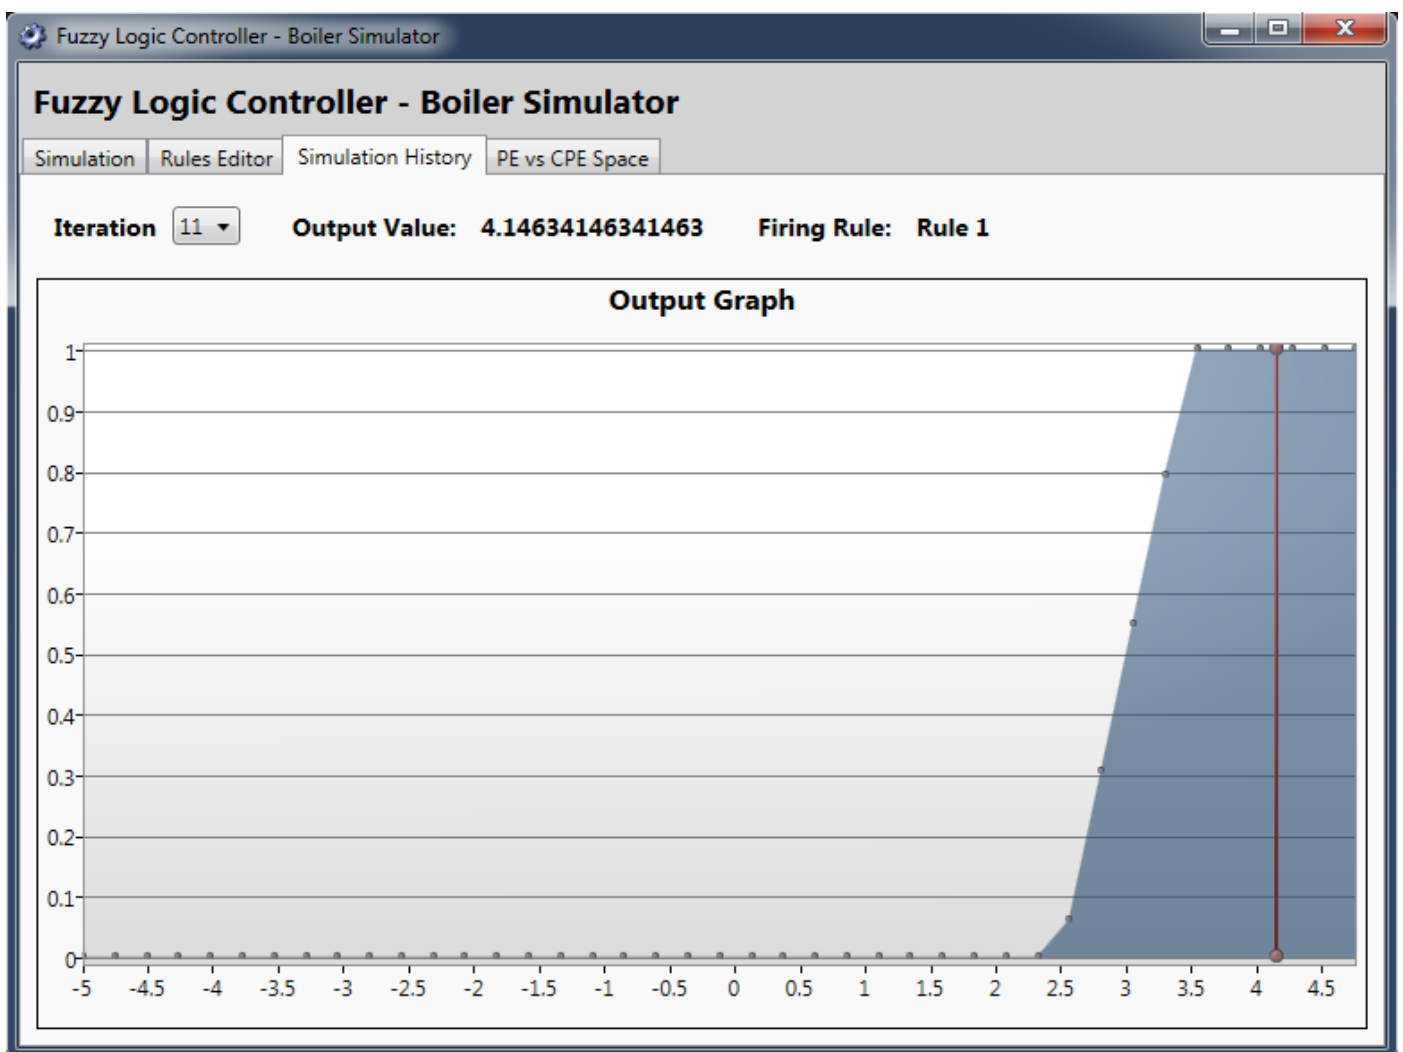 Fuzzy Logic Controller - Boiler Simulator
Fuzzy Logic Controller - Boiler Simulator
Simulation Rules Editor Simulation History PE vs CPE Space
Iteration 11 Output Value: 4.14634146341463 Firing Rule: Rule 1
Output Graph
1
0.9
0.8
0.7
0.6
0.5
0.4
0.3
0.2
0.1
0
-5 -4.5 -4 -3.5 -3 -2.5 -2 -1.5 -1 -0.5 0 0.5 1 1.5 2 2.5 3 3.5 4 4.5